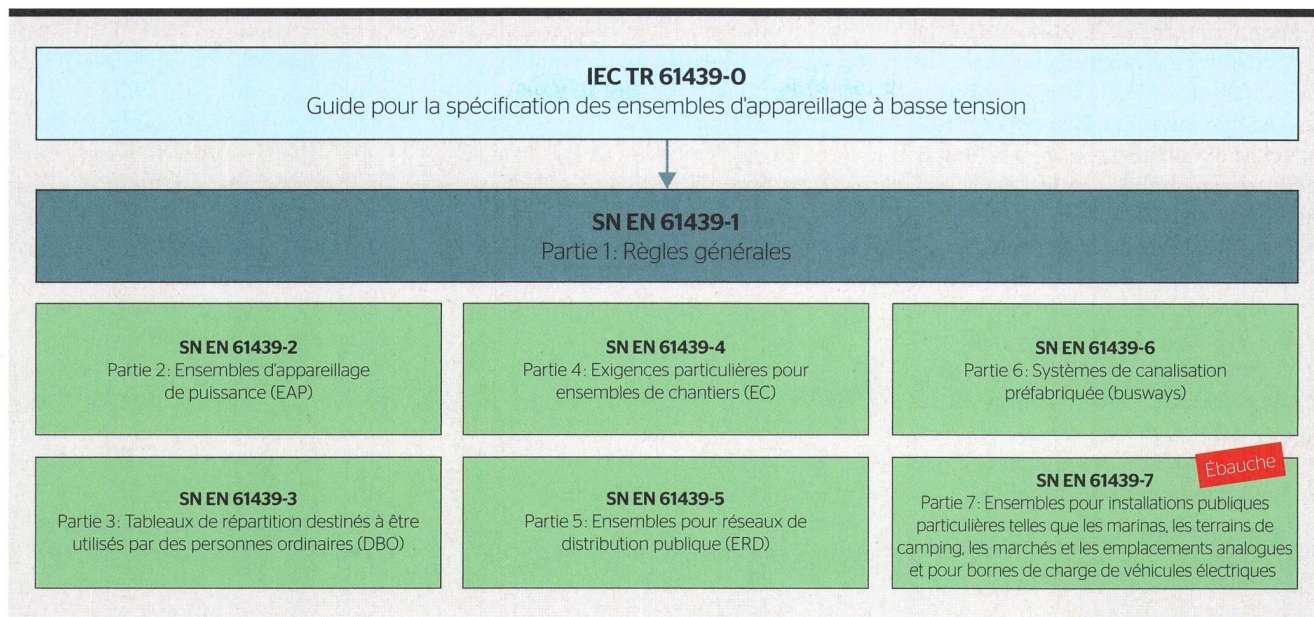 IEC TR 61439-0
Guide pour la spécification des ensembles d'appareillage à basse tension
SN EN 61439-1
Partie 1: Règles générales
SN EN 61439-2
Partie 2: Ensembles d'appareillage
de puissance (EAP)
SN EN 61439-4
Partie 4: Exigences particulières pour
ensembles de chantiers (EC)
SN EN 61439-6
Partie 6: Systèmes de canalisation
préfabriquée (busways)
SN EN 61439-3
Partie 3: Tableaux de répartition destinés à être
utilisés par des personnes ordinaires (DBO)
SN EN 61439-5
Partie 5: Ensembles pour réseaux de
distribution publique (ERD)
Ébauche
SN EN 61439-7
Partie 7: Ensembles pour installations publiques
particulières telles que les marinas, les terrains de
camping, les marchés et les emplacements analogues
et pour bornes de charge de véhicules électriques